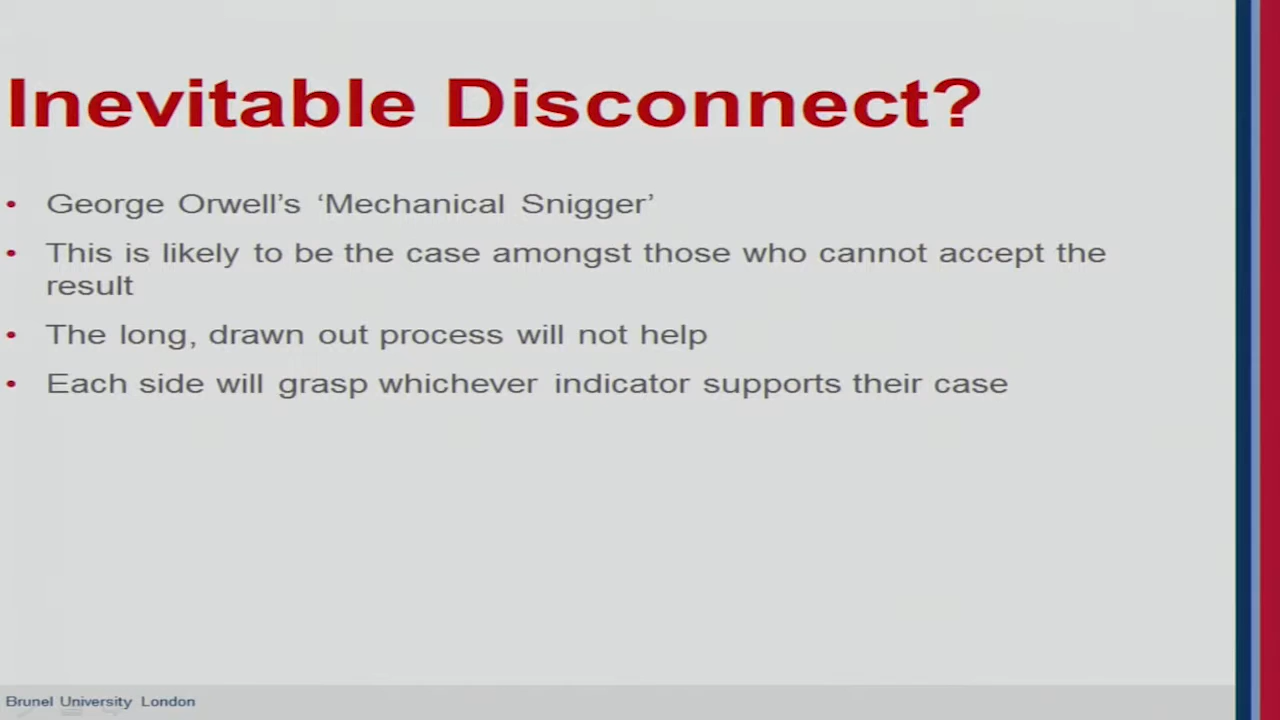 Inevitable Disconnect?
• George Orwell’s ‘Mechanical Snigger’
• This is likely to be the case amongst those who cannot accept the
result
• The long, drawn out process will not help
• Each side will grasp whichever indicator supports their case
Brunel University London